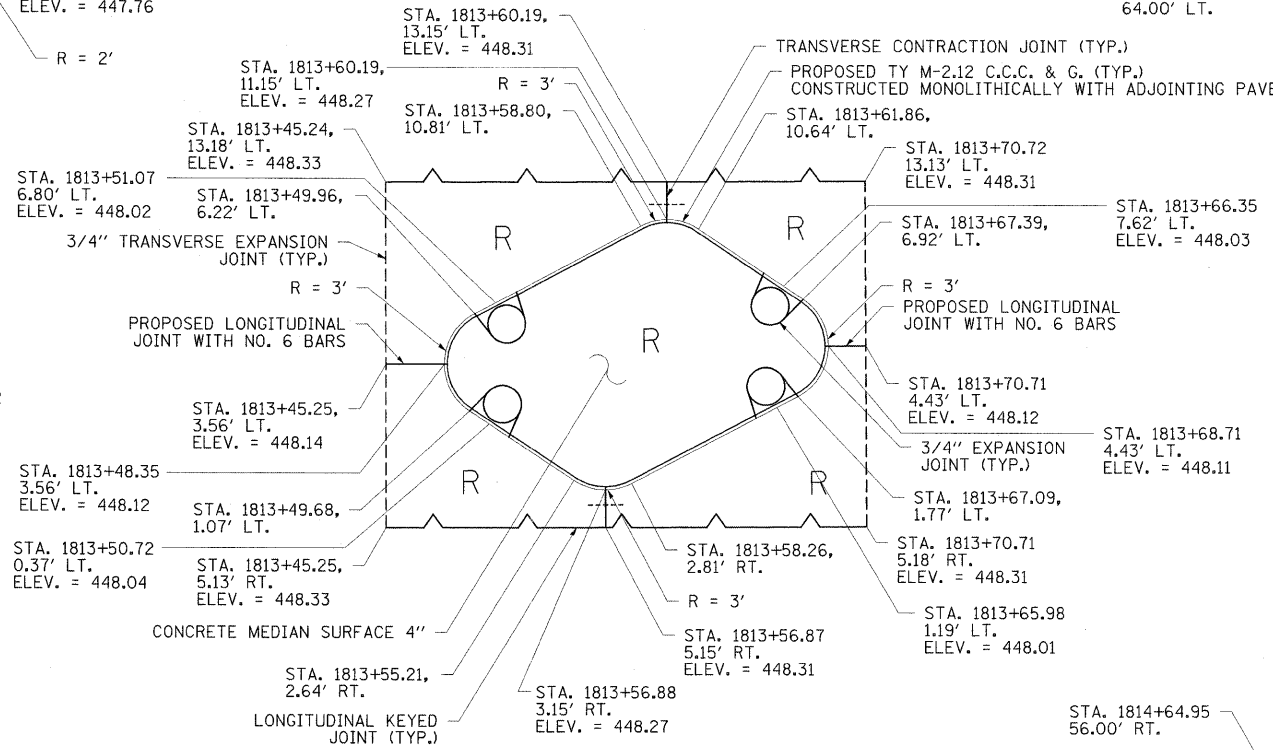 ELEV. = 447.76
R = 2'
64.00' LT.
STA. 1813+60.19,
13.15' LT.
ELEV. = 448.31
TRANSVERSE CONTRACTION JOINT (TYP.)
PROPOSED TY M-2.12 C.C.C. & G. (TYP.)
CONSTRUCTED MONOLITHICALLY WITH ADJOINTING PAVE
STA. 1813+60.19,
11.15' LT.
ELEV. = 448.27
R = 3'
STA. 1813+58.80,
10.81' LT.
STA. 1813+61.86,
10.64' LT.
STA. 1813+45.24,
13.18' LT.
ELEV. = 448.33
STA. 1813+70.72
13.13' LT.
ELEV. = 448.31
STA. 1813+51.07
6.80' LT.
ELEV. = 448.02
STA. 1813+49.96,
6.22' LT.
STA. 1813+66.35
7.62' LT.
ELEV. = 448.03
STA. 1813+67.39,
6.92' LT.
R
R
3/4" TRANSVERSE EXPANSION
JOINT (TYP.)
R = 3'
R = 3'
PROPOSED LONGITUDINAL
JOINT WITH NO. 6 BARS
PROPOSED LONGITUDINAL
JOINT WITH NO. 6 BARS
R
STA. 1813+45.25,
3.56' LT.
ELEV. = 448.14
STA. 1813+70.71
4.43' LT.
ELEV. = 448.12
STA. 1813+68.71
4.43' LT.
ELEV. = 448.11
3/4" EXPANSION
JOINT (TYP.)
STA. 1813+48.35
3.56' LT.
ELEV. = 448.12
R
R
STA. 1813+49.68,
1.07' LT.
STA. 1813+67.09,
1.77' LT.
STA. 1813+50.72
0.37' LT.
ELEV. = 448.04
STA. 1813+45.25,
5.13' RT.
ELEV. = 448.33
STA. 1813+58.26,
2.81' RT.
STA. 1813+70.71
5.18' RT.
ELEV. = 448.31
R = 3'
STA. 1813+65.98
1.19' LT.
ELEV. = 448.01
CONCRETE MEDIAN SURFACE 4"
STA. 1813+56.87
5.15' RT.
ELEV. = 448.31
STA. 1813+55.21,
2.64' RT.
STA. 1813+56.88
3.15' RT.
ELEV. = 448.27
LONGITUDINAL KEYED
JOINT (TYP.)
STA. 1814+64.95
56.00' RT.